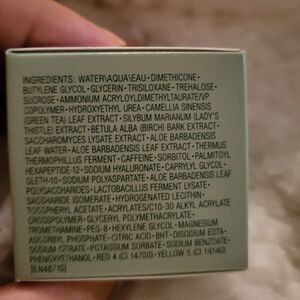 INGREDIENTS: WATER\AQUA\EAU • DIMETHICONE •
BUTYLENE GLYCOL • GLYCERIN • TRISILOXANE • TREHALOSE •
SUCROSE • AMMONIUM ACRYLOYLDIMETHYLTAURATE/VP
COPOLYMER • HYDROXYETHYL UREA • CAMELLIA SINENSIS
(GREEN TEA) LEAF EXTRACT • SILYBUM MARIANUM (LADY'S
THISTLE) EXTRACT • BETULA ALBA (BIRCH) BARK EXTRACT •
SACCHAROMYCES LYSATE EXTRACT • ALOE BARBADENSIS
LEAF WATER • ALOE BARBADENSIS LEAF EXTRACT • THERMUS
THERMOPHILLUS FERMENT • CAFFEINE • SORBITOL • PALMITOYL
HEXAPEPTIDE-12 • SODIUM HYALURONATE • CAPRYLYL GLYCOL •
OLETH-10 • SODIUM POLYASPARTATE • ALOE BARBADENSIS LEAF
POLYSACCHARIDES • LACTOBACILLUS FERMENT LYSATE •
SACCHARIDE ISOMERATE • HYDROGENATED LECITHIN •
TOCOPHERYL ACETATE • ACRYLATES/C10-30 ALKYL ACRYLATE
CROSSPOLYMER • GLYCERYL POLYMETHACRYLATE •
TROMETHAMINE • PEG-8 • HEXYLENE GLYCOL • MAGNESIUM
ASCORBYL PHOSPHATE • CITRIC ACID • BHT • DISODIUM EDTA •
SODIUM CITRATE • POTASSIUM SORBATE • SODIUM BENZOATE •
PHENOXYETHANOL • RED 4 (CI 14700) • YELLOW 5 (CI 19140)
[ILN48710]